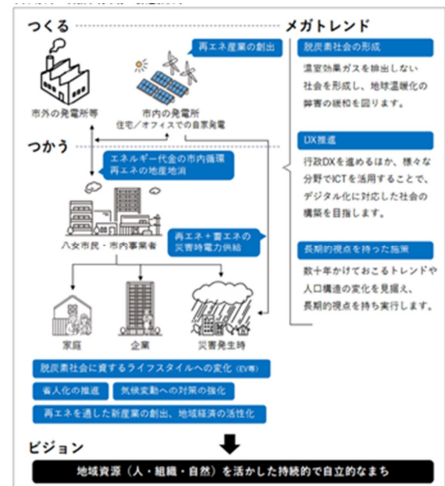 つくる
再エネ産業の創出
市外の発電所等
市内の発電所
住宅/オフィスでの自家発電
つかう
エネルギー代金の市内循環
再エネの地産地消
八女市民・市内事業者
再エネ+蓄エネの
災害時電力供給
家庭
企業
災害発生時
脱炭素社会に資するライフスタイルへの変化(EV等)
省人化の推進
気候変動への対策の強化
再エネを通した新産業の創出、地域経済の活性化
メガトレンド
脱炭素社会の形成
温室効果ガスを排出しない
社会を形成し、地球温暖化の
弊害の緩和を図ります。
DX推進
行政DXを進めるほか、様々な
分野でICTを活用することで、
デジタル化に対応した社会の
構築を目指します。
長期的視点を持った施策
数十年かけておこるトレンドや
人口構造の変化を見据え、
長期的視点を持ち実行します。
ビジョン
地域資源(人・組織・自然)を活かした持続的で自立的なまち